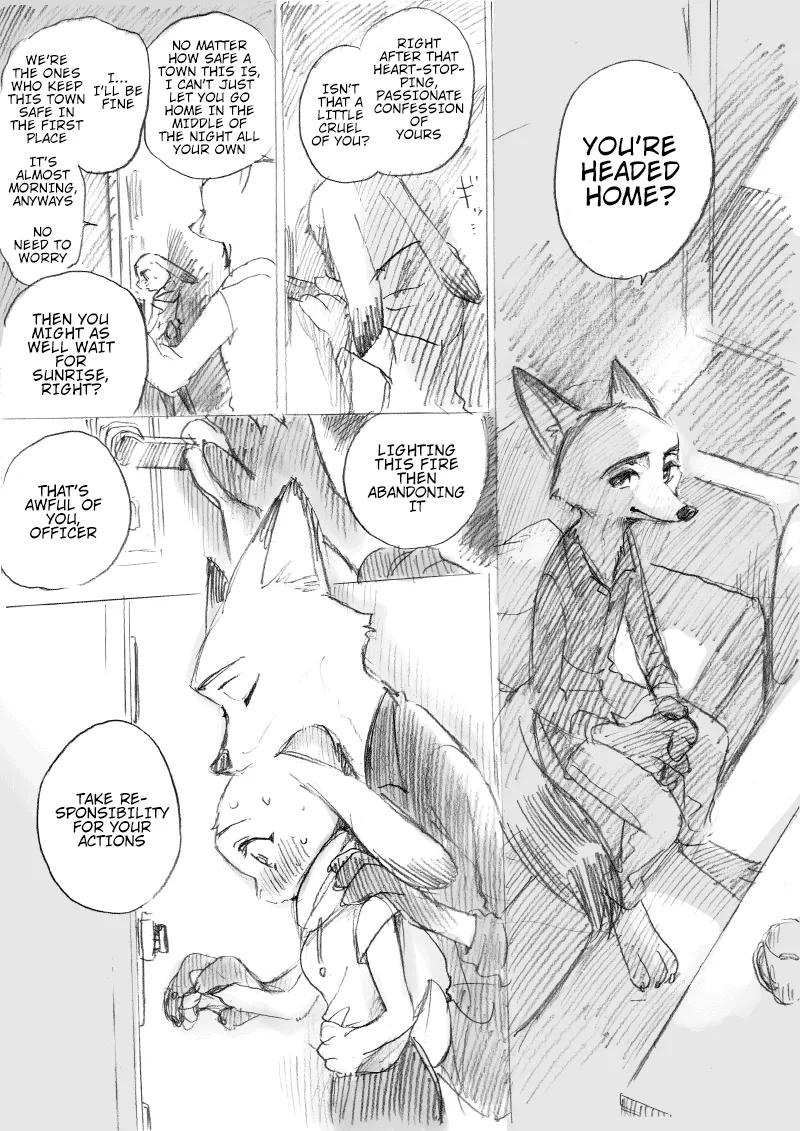 YOU'RE
HEADED
HOME?
RIGHT
AFTER THAT
HEART-STOP-
PING,
PASSIONATE
CONFESSION
OF
YOURS
ISN'T
THAT A
LITTLE
CRUEL
OF YOU?
NO MATTER
HOW SAFE A
TOWN THIS IS,
I CAN'T JUST
LET YOU GO
HOME IN THE
MIDDLE OF
THE NIGHT ALL
YOUR OWN
I...
I'LL BE
FINE
WE'RE
THE ONES
WHO KEEP
THIS TOWN
SAFE IN
THE FIRST
PLACE
IT'S
ALMOST
MORNING,
ANYWAYS
NO
NEED TO
WORRY
THEN YOU
MIGHT AS
WELL WAIT
FOR
SUNRISE,
RIGHT?
LIGHTING
THIS FIRE
THEN
ABANDONING
IT
THAT'S
AWFUL OF
YOU,
OFFICER
TAKE RE-
SPONSIBILITY
FOR YOUR
ACTIONS